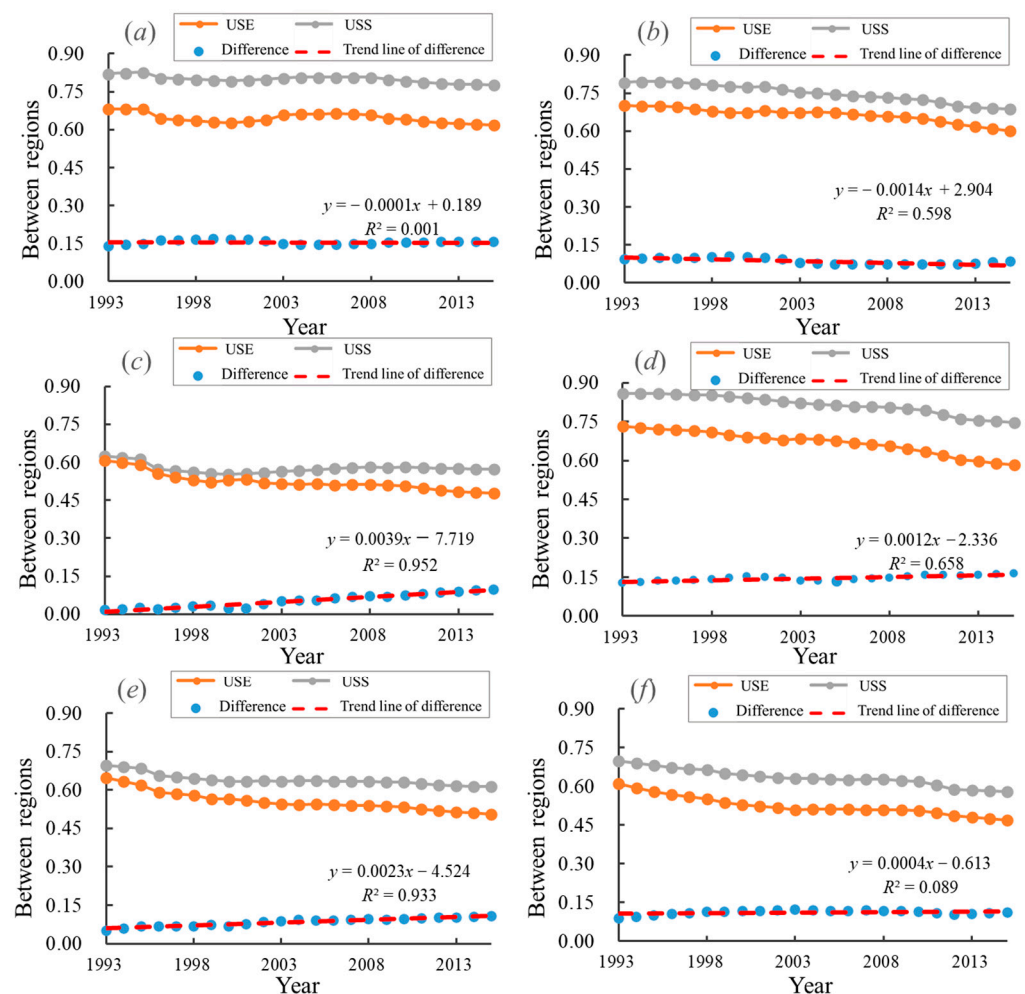 (a)
USE USS
Difference Trend line of difference
0.90
0.75
0.60
0.45
0.30
0.15
0.00
Between regions
y = − 0.0001x + 0.189
R² = 0.001
1993 1998 2003 2008 2013
Year
(b)
USE USS
Difference Trend line of difference
0.90
0.75
0.60
0.45
0.30
0.15
0.00
Between regions
y = − 0.0014x + 2.904
R² = 0.598
1993 1998 2003 2008 2013
Year
(c)
USE USS
Difference Trend line of difference
0.90
0.75
0.60
0.45
0.30
0.15
0.00
Between regions
y = 0.0039x − 7.719
R² = 0.952
1993 1998 2003 2008 2013
Year
(d)
USE USS
Difference Trend line of difference
0.90
0.75
0.60
0.45
0.30
0.15
0.00
Between regions
y = 0.0012x − 2.336
R² = 0.658
1993 1998 2003 2008 2013
Year
(e)
USE USS
Difference Trend line of difference
0.90
0.75
0.60
0.45
0.30
0.15
0.00
Between regions
y = 0.0023x − 4.524
R² = 0.933
1993 1998 2003 2008 2013
Year
(f)
USE USS
Difference Trend line of difference
0.90
0.75
0.60
0.45
0.30
0.15
0.00
Between regions
y = 0.0004x − 0.613
R² = 0.089
1993 1998 2003 2008 2013
Year